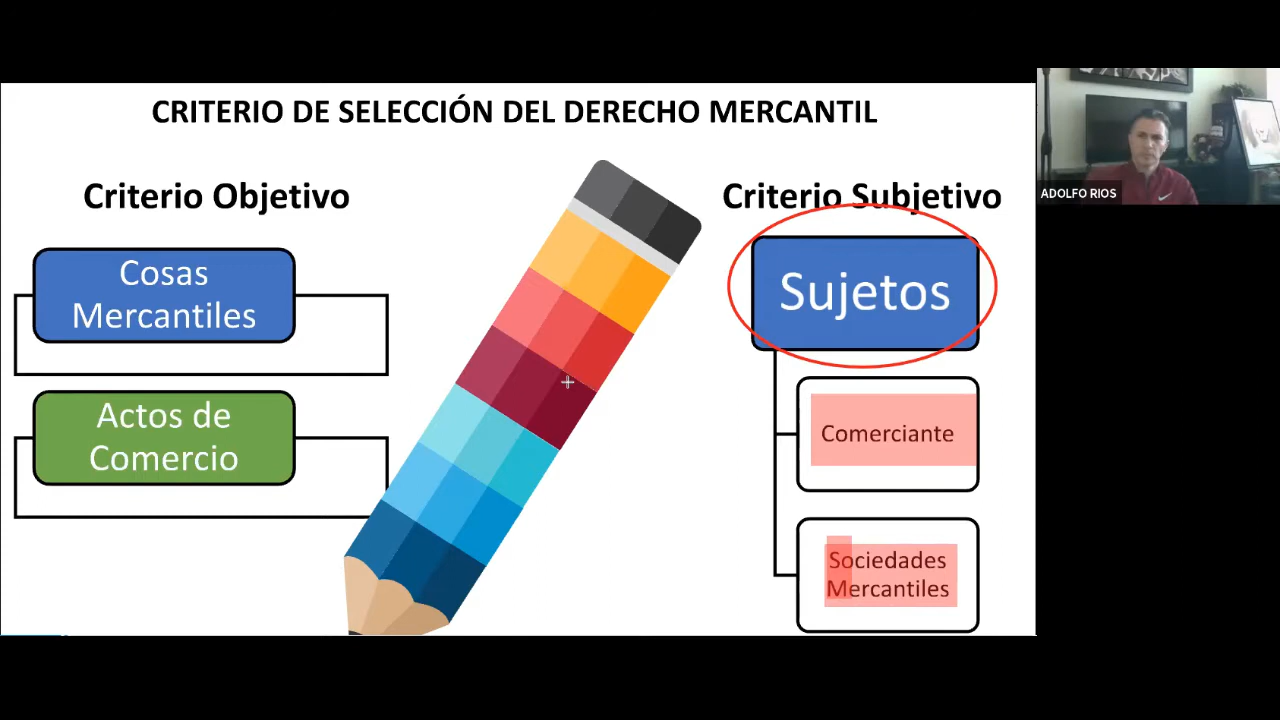 CRITERIO DE SELECCIÓN DEL DERECHO MERCANTIL
Criterio Objetivo
Cosas
Mercantiles
Actos de
Comercio
Criterio Subjetivo
Sujetos
Comerciante
Sociedades
Mercantiles
ADOLFO RIOS